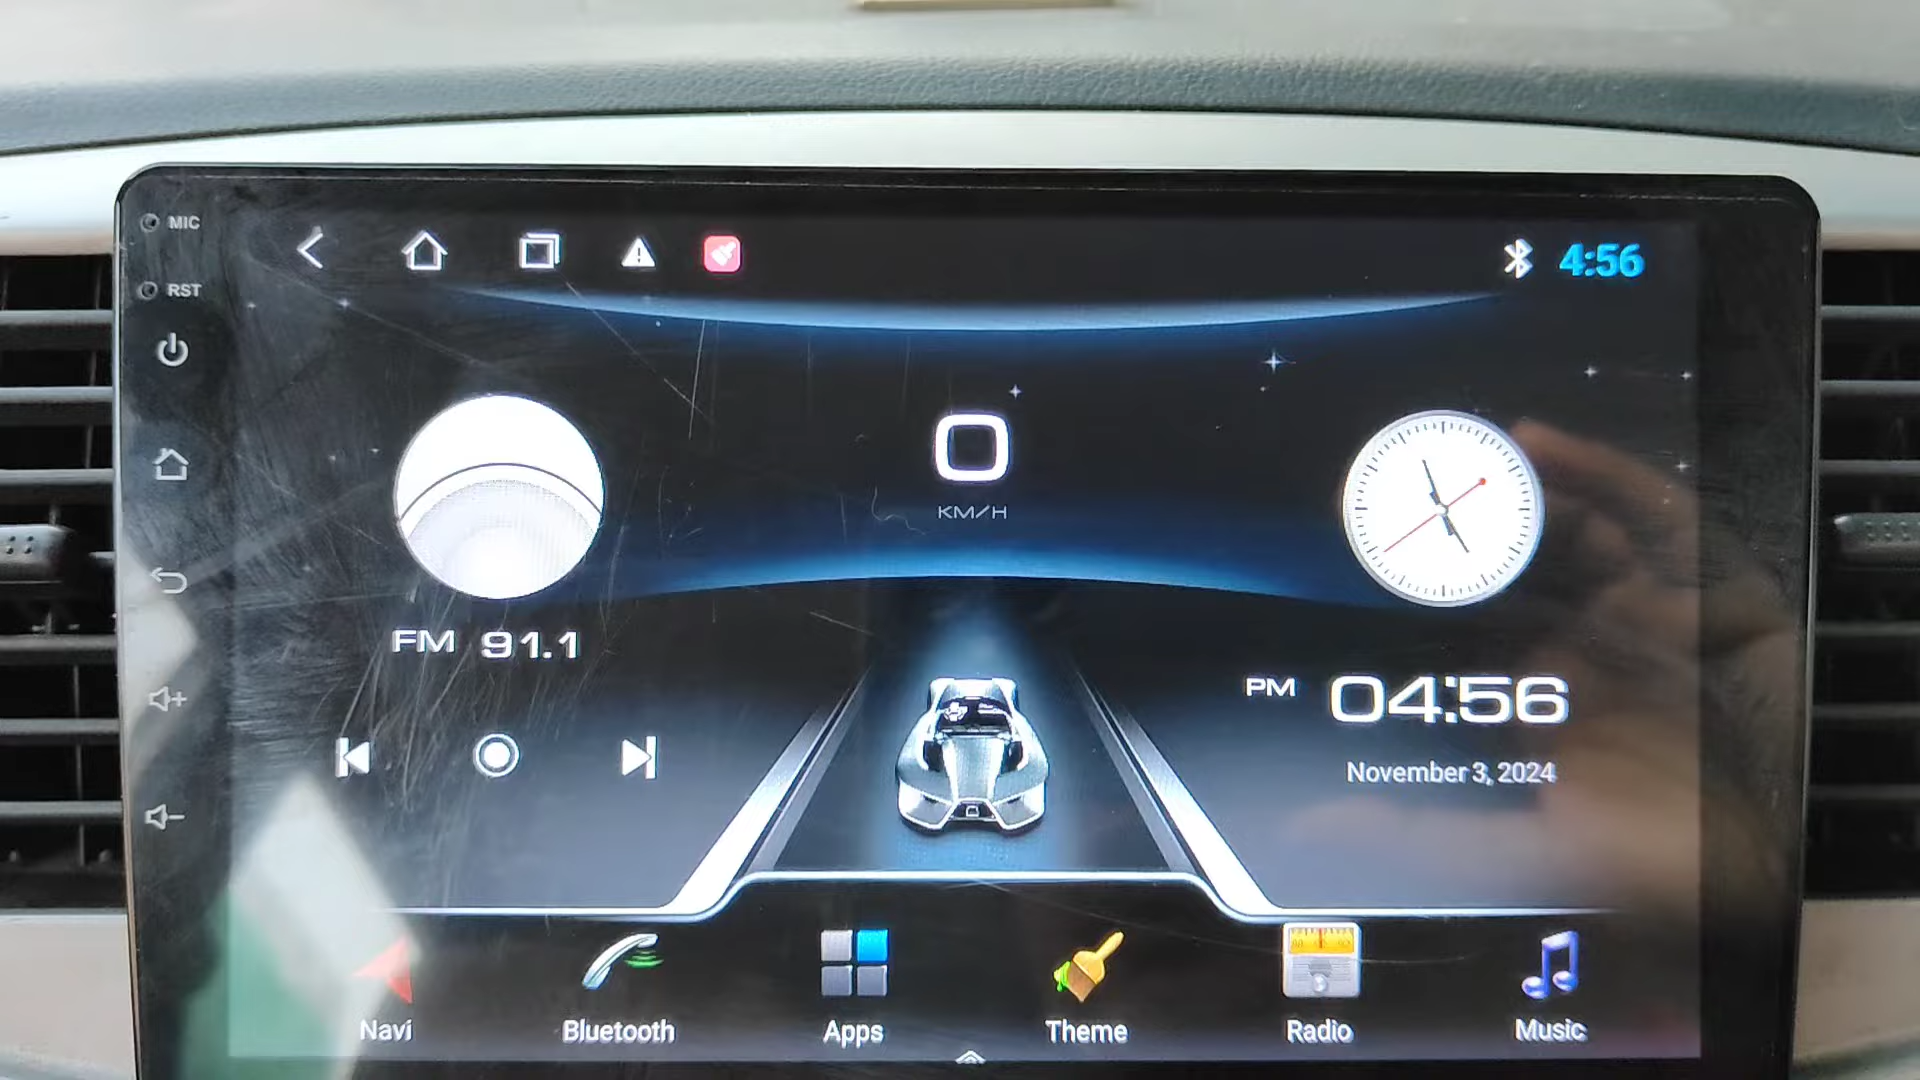 MIC
RST
4:56
KM/H
FM 91.1
PM 04:56
November 3, 2024
Navi
Bluetooth
Apps
Theme
Radio
Music